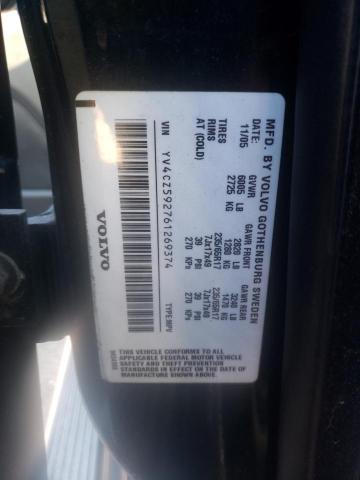 MFD. BY VOLVO GOTHENBURG SWEDEN
DATE: GVWR GAWR FRONT GAWR REAR
11/05 6005 LB 2820 LB 3240 LB
2725 KG 1280 KG 1470 KG
TIRES 235/65R17 235/65R17
RIMS 7Jx17x49 7Jx17x49
AT (COLD) 39 PSI 39 PSI
270 KPa 270 KPa
VIN YV4CZ592761269374 TYPE:MPV
VOLVO
THIS VEHICLE CONFORMS TO ALL
APPLICABLE FEDERAL MOTOR VEHICLE
SAFETY AND THEFT PREVENTION
STANDARDS IN EFFECT ON THE DATE
OF MANUFACTURE SHOWN ABOVE.